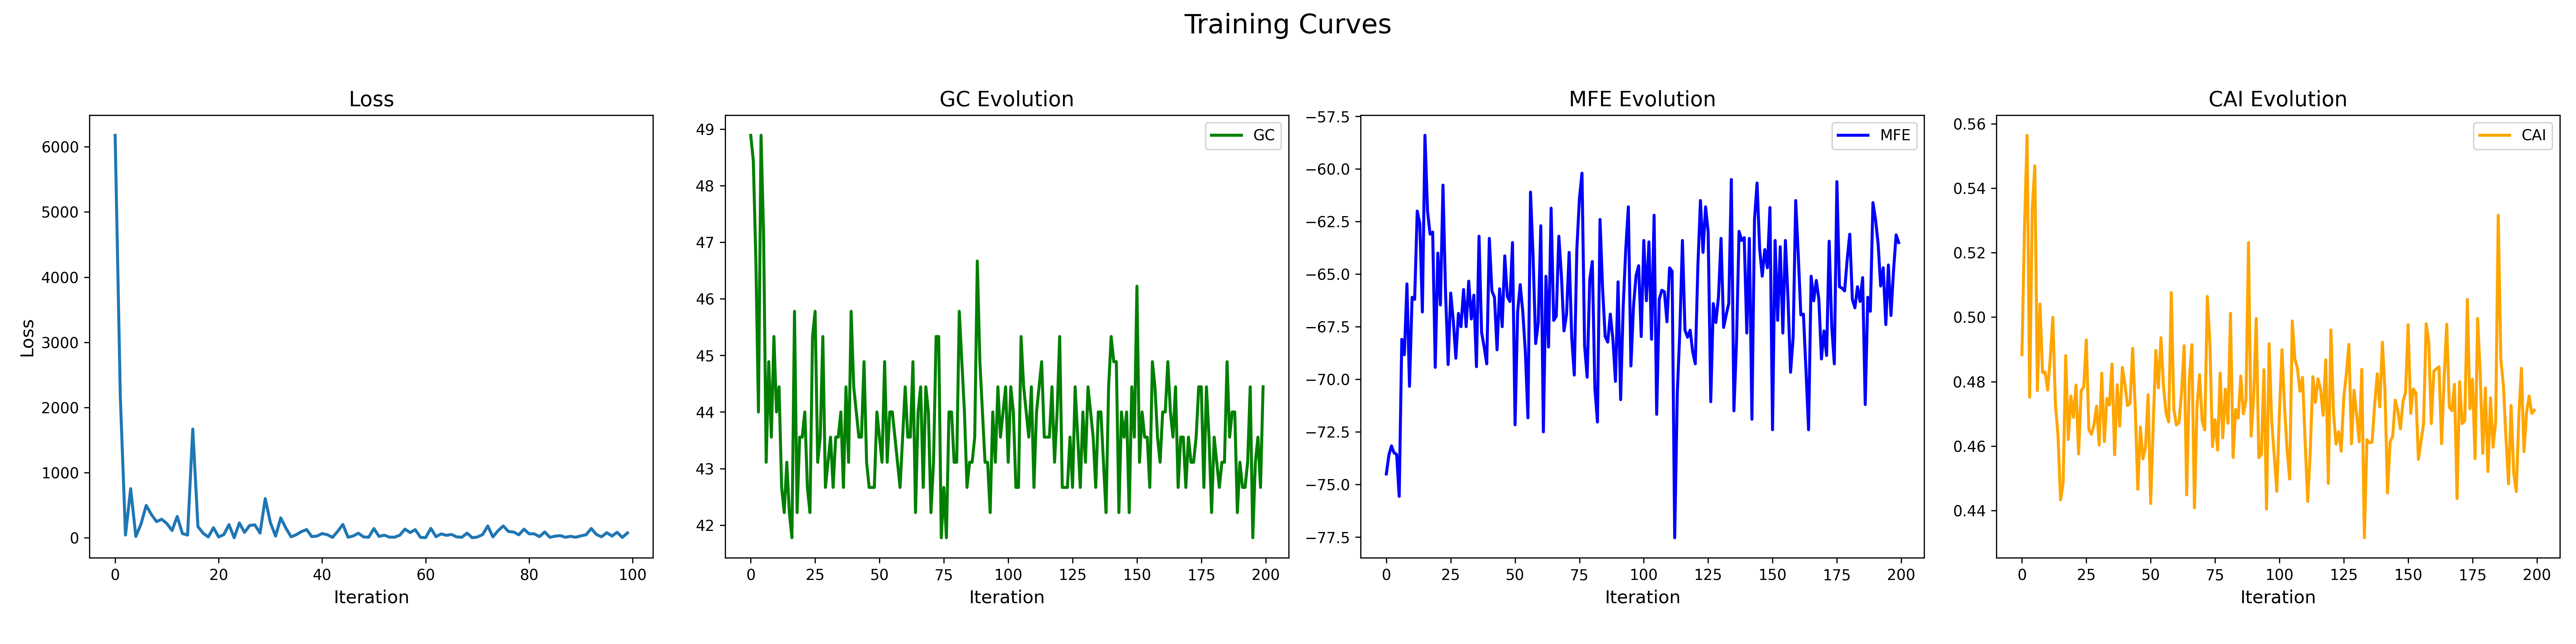 Training Curves
Loss
6000
5000
4000
3000
2000
1000
0
Loss
0 20 40 60 80 100
Iteration
GC Evolution
GC
49
48
47
46
45
44
43
42
0 25 50 75 100 125 150 175 200
Iteration
MFE Evolution
MFE
−57.5
−60.0
−62.5
−65.0
−67.5
−70.0
−72.5
−75.0
−77.5
0 25 50 75 100 125 150 175 200
Iteration
CAI Evolution
CAI
0.56
0.54
0.52
0.50
0.48
0.46
0.44
0 25 50 75 100 125 150 175 200
Iteration